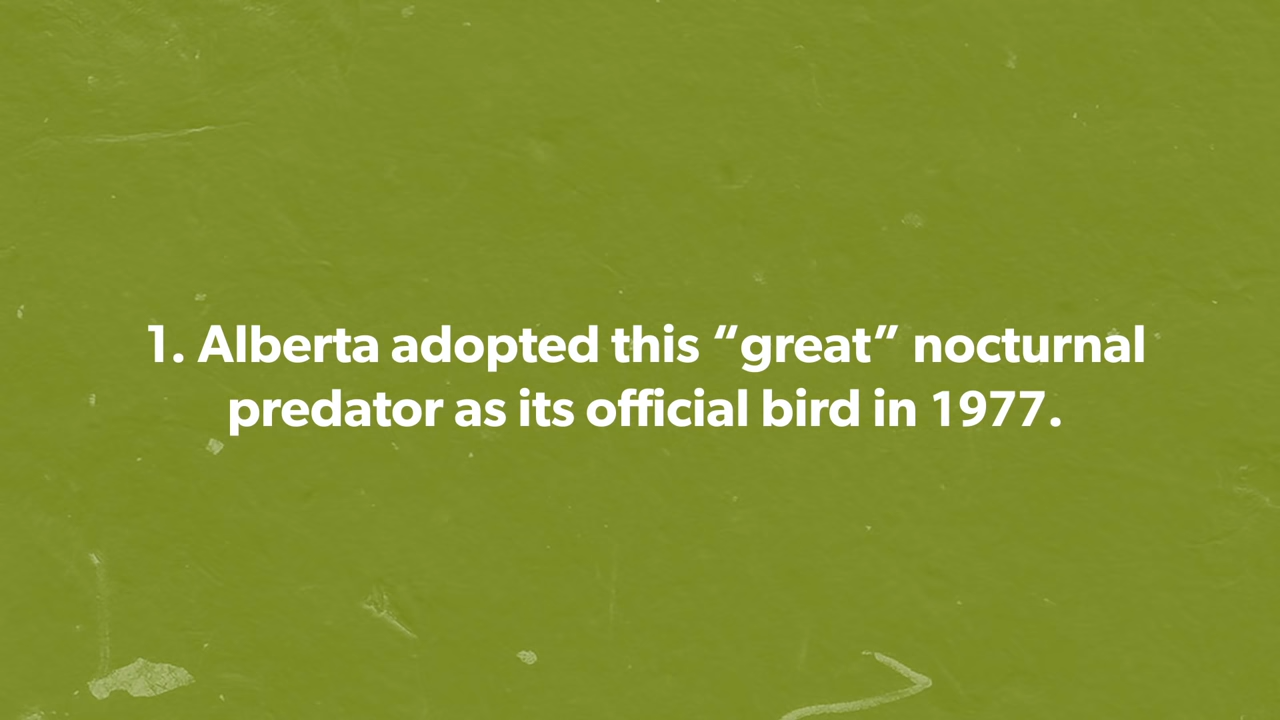 1. Alberta adopted this “great” nocturnal
predator as its official bird in 1977.